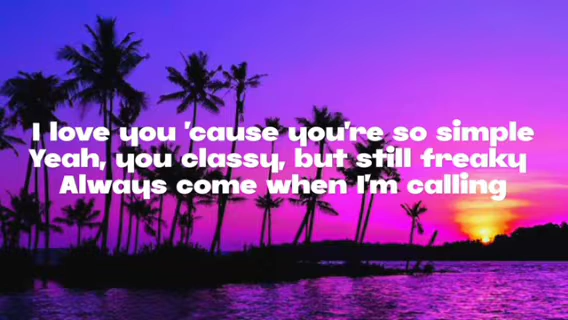 I love you 'cause you're so simple
Yeah, you classy, but still freaky
Always come when I'm calling